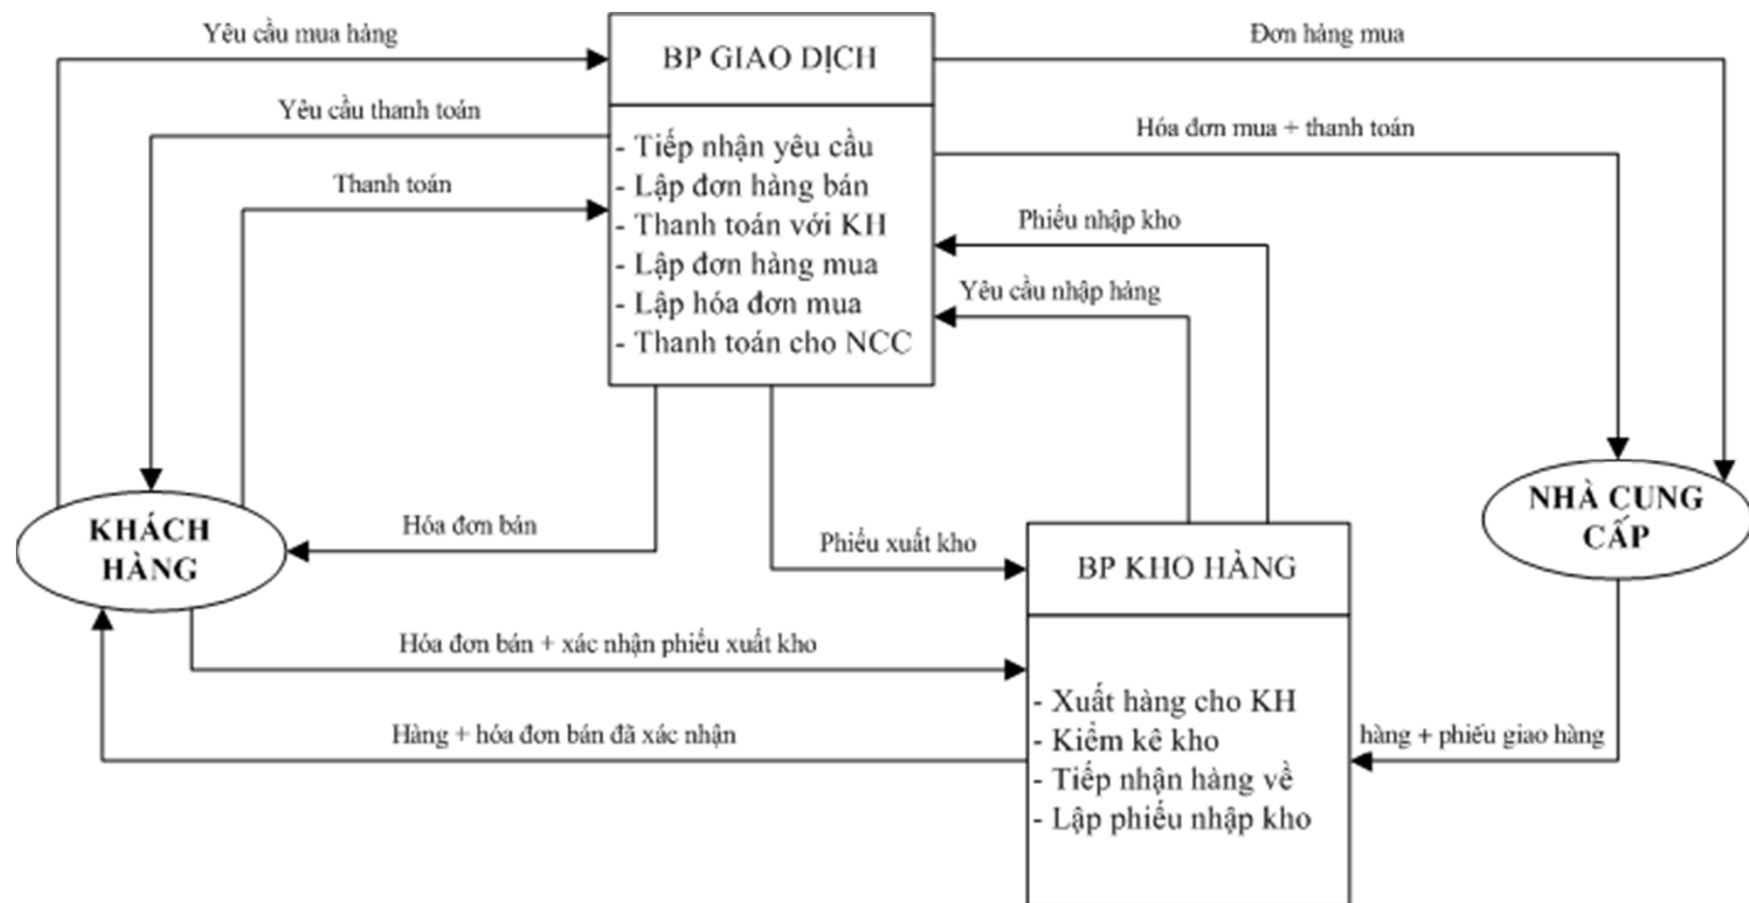 Yêu cầu mua hàng
BP GIAO DỊCH
Đơn hàng mua
Yêu cầu thanh toán
Hóa đơn mua + thanh toán
- Tiếp nhận yêu cầu
- Lập đơn hàng bán
- Thanh toán với KH
- Lập đơn hàng mua
- Lập hóa đơn mua
- Thanh toán cho NCC
Thanh toán
Phiếu nhập kho
Yêu cầu nhập hàng
KHÁCH
HÀNG
Hóa đơn bán
Phiếu xuất kho
NHÀ CUNG
CẤP
BP KHO HÀNG
Hóa đơn bán + xác nhận phiếu xuất kho
- Xuất hàng cho KH
- Kiểm kê kho
- Tiếp nhận hàng về
- Lập phiếu nhập kho
Hàng + hóa đơn bán đã xác nhận
hàng + phiếu giao hàng